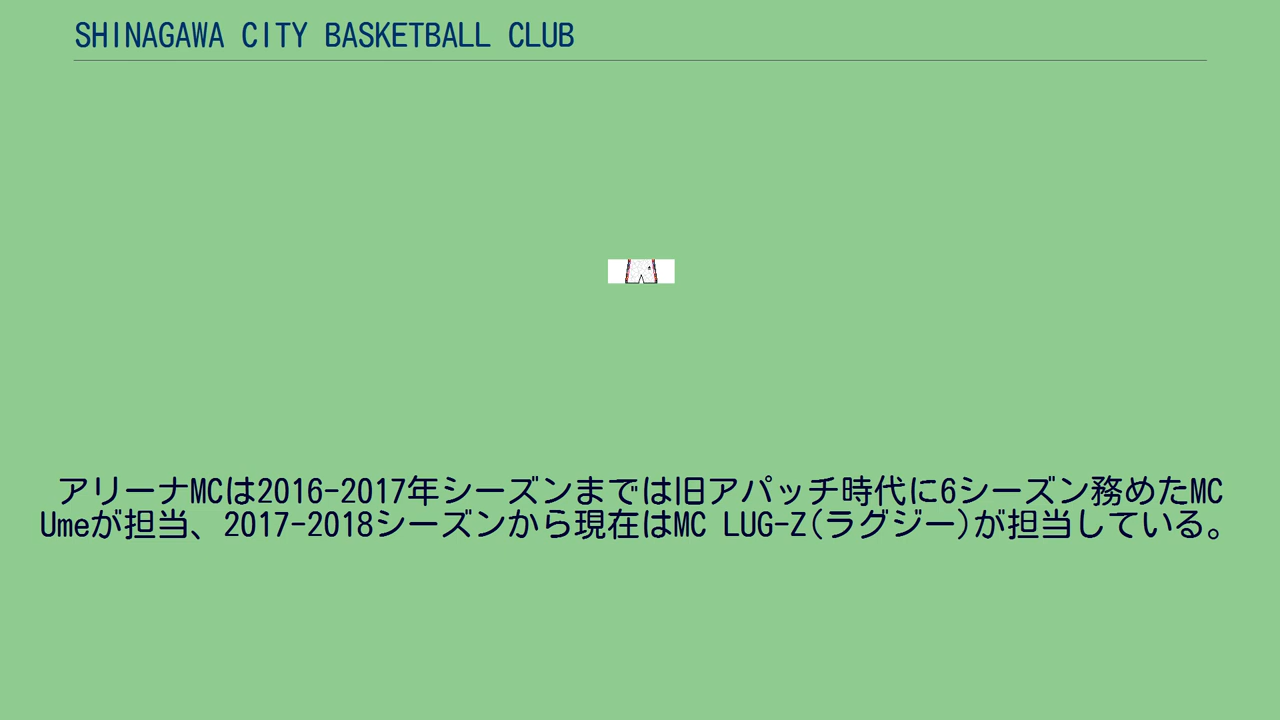 SHINAGAWA CITY BASKETBALL CLUB
アリーナMCは2016-2017年シーズンまでは旧アパッチ時代に6シーズン務めたMC
Umeが担当、2017-2018シーズンから現在はMC LUG-Z(ラグジー)が担当している。